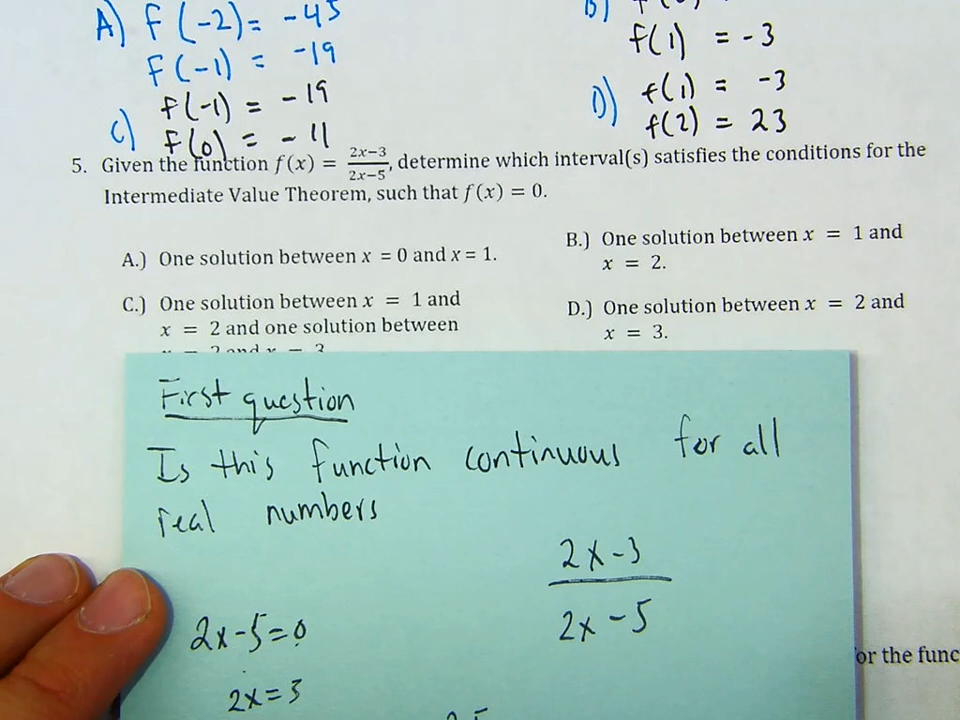 A) f(-2) = -45
f(-1) = -19
B)
f(1) = -3
C) f(-1) = -19
f(0) = -11
D) f(1) = -3
f(2) = 23
5. Given the function f(x) = 2x−3/2x−5, determine which interval(s) satisfies the conditions for the
Intermediate Value Theorem, such that f(x) = 0.
A.) One solution between x = 0 and x = 1.
B.) One solution between x = 1 and
x = 2.
C.) One solution between x = 1 and
x = 2 and one solution between
D.) One solution between x = 2 and
x = 3.
First question
Is this function continuous for all
real numbers
2x-3
2x-5
2x-5=0
2x=3
or the func